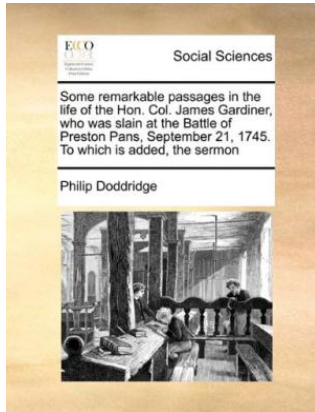 ECCO
Social Sciences
Some remarkable passages in the
life of the Hon. Col. James Gardiner,
who was slain at the Battle of
Preston Pans, September 21, 1745.
To which is added, the sermon
Philip Doddridge